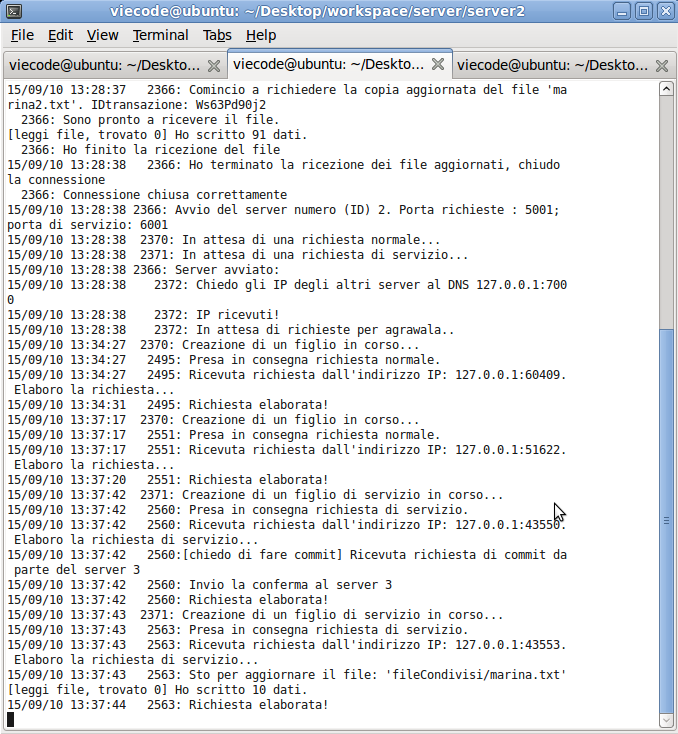 viecode@ubuntu: ~/Desktop/workspace/server/server2
File Edit View Terminal Tabs Help
viecode@ubuntu: ~/Deskto... viecode@ubuntu: ~/Deskto... viecode@ubuntu: ~/Deskto...
15/09/10 13:28:37   2366: Comincio a richiedere la copia aggiornata del file 'ma
rina2.txt'. IDtransazione: Ws63Pd90j2
  2366: Sono pronto a ricevere il file.
[leggi file, trovato 0] Ho scritto 91 dati.
  2366: Ho finito la ricezione del file
15/09/10 13:28:38   2366: Ho terminato la ricezione dei file aggiornati, chiudo
la connessione
  2366: Connessione chiusa correttamente
15/09/10 13:28:38 2366: Avvio del server numero (ID) 2. Porta richieste : 5001;
porta di servizio: 6001
15/09/10 13:28:38  2370: In attesa di una richiesta normale...
15/09/10 13:28:38  2371: In attesa di una richiesta di servizio...
15/09/10 13:28:38 2366: Server avviato:
15/09/10 13:28:38    2372: Chiedo gli IP degli altri server al DNS 127.0.0.1:700
0
15/09/10 13:28:38    2372: IP ricevuti!
15/09/10 13:28:38    2372: In attesa di richieste per agrawala..
15/09/10 13:34:27  2370: Creazione di un figlio in corso...
15/09/10 13:34:27   2495: Presa in consegna richiesta normale.
15/09/10 13:34:27   2495: Ricevuta richiesta dall'indirizzo IP: 127.0.0.1:60409.
 Elaboro la richiesta...
15/09/10 13:34:31   2495: Richiesta elaborata!
15/09/10 13:37:17  2370: Creazione di un figlio in corso...
15/09/10 13:37:17   2551: Presa in consegna richiesta normale.
15/09/10 13:37:17   2551: Ricevuta richiesta dall'indirizzo IP: 127.0.0.1:51622.
 Elaboro la richiesta...
15/09/10 13:37:20   2551: Richiesta elaborata!
15/09/10 13:37:42  2371: Creazione di un figlio di servizio in corso...
15/09/10 13:37:42   2560: Presa in consegna richiesta di servizio.
15/09/10 13:37:42   2560: Ricevuta richiesta dall'indirizzo IP: 127.0.0.1:43550.
 Elaboro la richiesta di servizio...
15/09/10 13:37:42   2560:[chiedo di fare commit] Ricevuta richiesta di commit da
 parte del server 3
15/09/10 13:37:42   2560: Invio la conferma al server 3
15/09/10 13:37:42   2560: Richiesta elaborata!
15/09/10 13:37:43  2371: Creazione di un figlio di servizio in corso...
15/09/10 13:37:43   2563: Presa in consegna richiesta di servizio.
15/09/10 13:37:43   2563: Ricevuta richiesta dall'indirizzo IP: 127.0.0.1:43553.
 Elaboro la richiesta di servizio...
15/09/10 13:37:43   2563: Sto per aggiornare il file: 'fileCondivisi/marina.txt'
[leggi file, trovato 0] Ho scritto 10 dati.
15/09/10 13:37:44   2563: Richiesta elaborata!